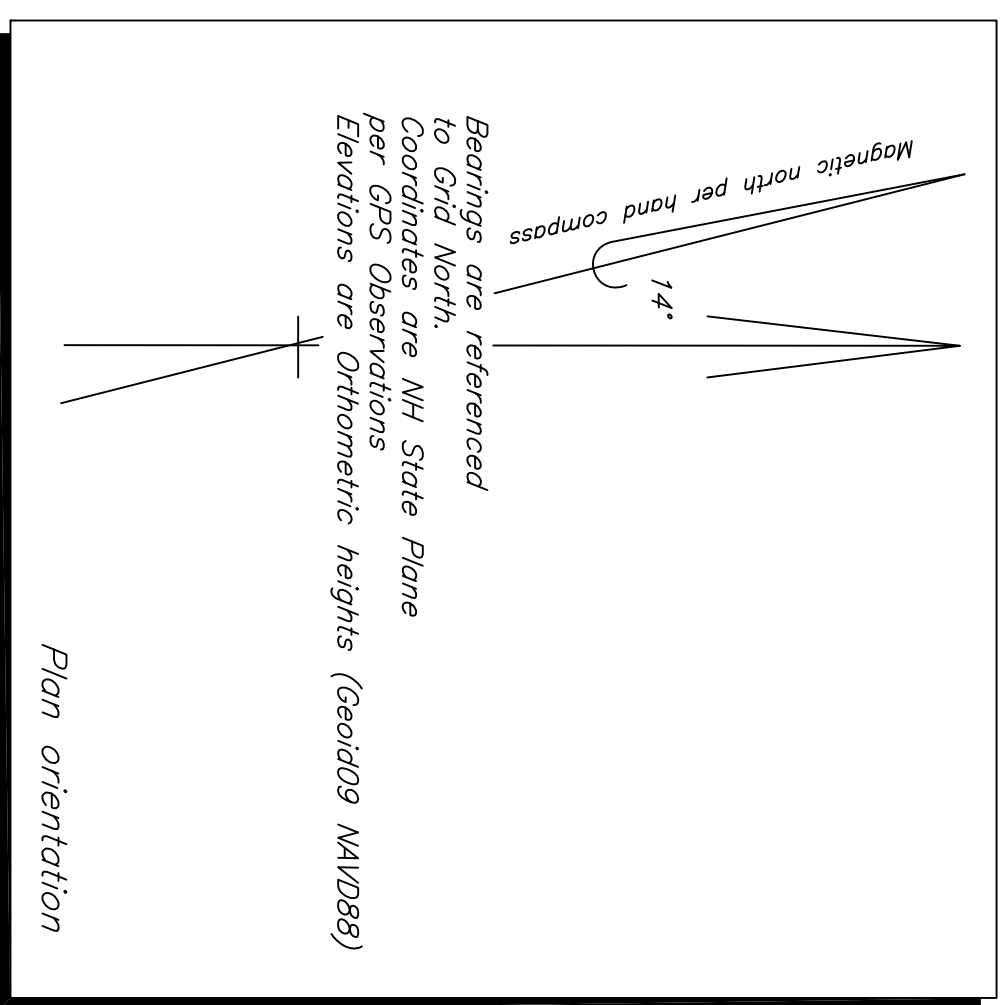 Magnetic north per hand compass
14°
Bearings are referenced
to Grid North.
Coordinates are NH State Plane
per GPS Observations
Elevations are Orthometric heights (Geoid09 NAVD88)
Plan orientation